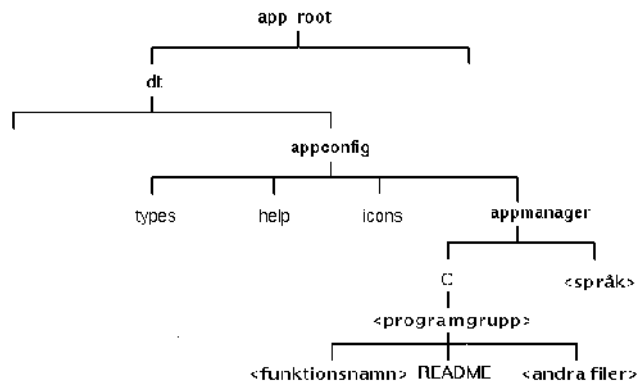 app_root
dt
appconfig
types help icons appmanager
C <språk>
<programgrupp>
<funktionsnamn> README <andra filer>